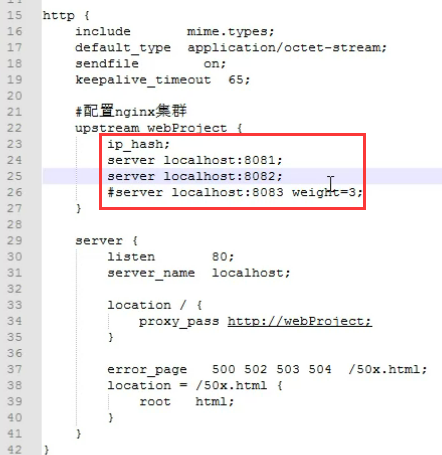 15 http {
16     include       mime.types;
17     default_type  application/octet-stream;
18     sendfile        on;
19     keepalive_timeout  65;
20
21     #配置nginx集群
22     upstream webProject {
23         ip_hash;
24         server localhost:8081;
25         server localhost:8082;
26         #server localhost:8083 weight=3;
27     }
28
29     server {
30         listen       80;
31         server_name  localhost;
32
33         location / {
34             proxy_pass http://webProject;
35         }
36
37         error_page   500 502 503 504  /50x.html;
38         location = /50x.html {
39             root   html;
40         }
41     }
42 }